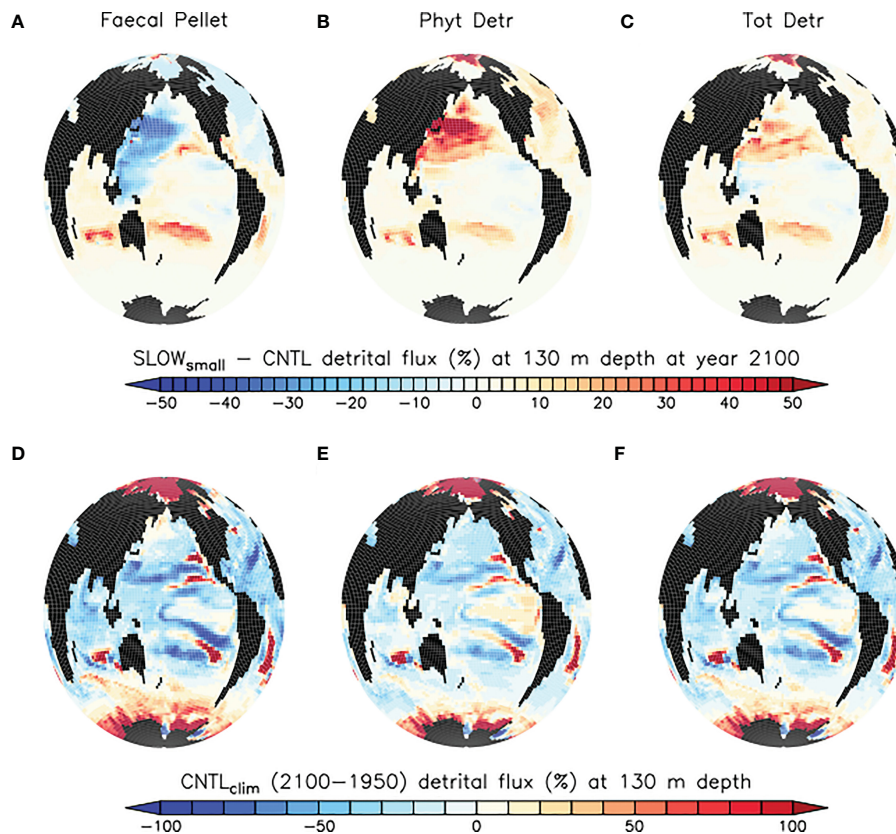 A Faecal Pellet B Phyt Detr C Tot Detr
SLOWsmall – CNTL detrital flux (%) at 130 m depth at year 2100
−50 −40 −30 −20 −10 0 10 20 30 40 50
D E F
CNTLclim (2100−1950) detrital flux (%) at 130 m depth
−100 −50 0 50 100